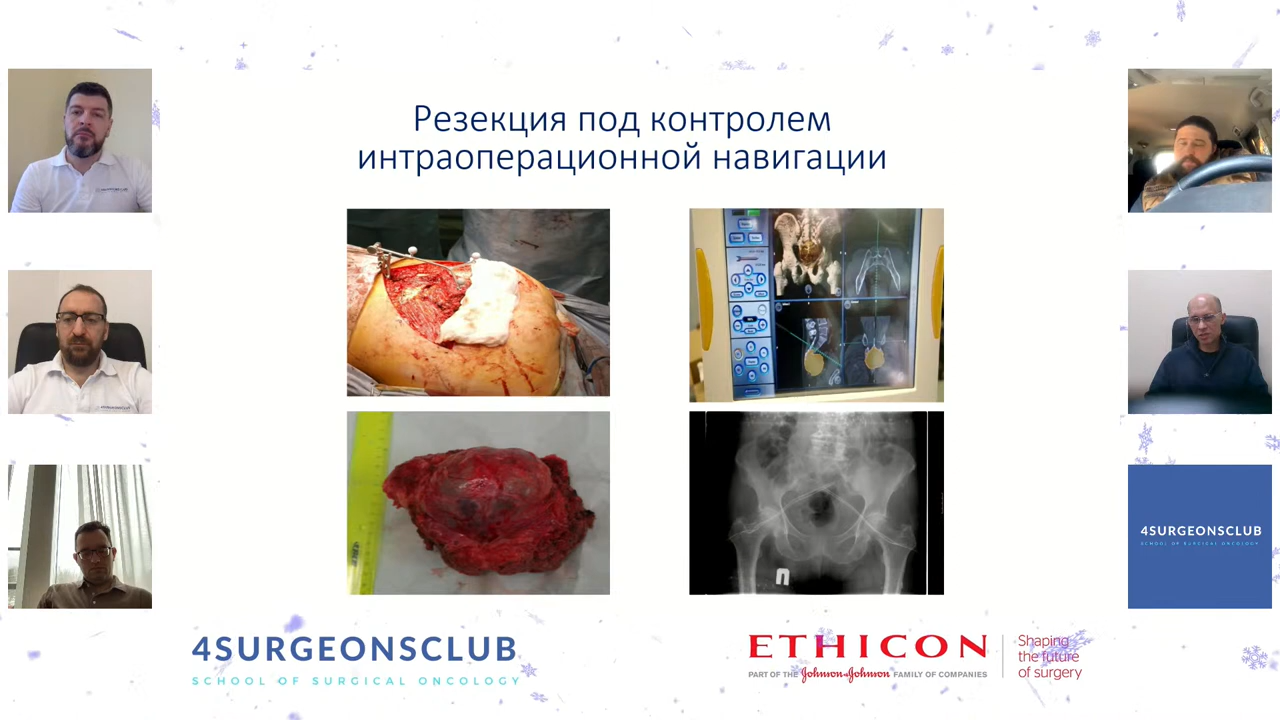 Резекция под контролем
интраоперационной навигации
П
4SURGEONSCLUB
SCHOOL OF SURGICAL ONCOLOGY
4SURGEONSCLUB
SCHOOL OF SURGICAL ONCOLOGY
ETHICON
PART OF THE Johnson & Johnson FAMILY OF COMPANIES
Shaping
the future
of surgery